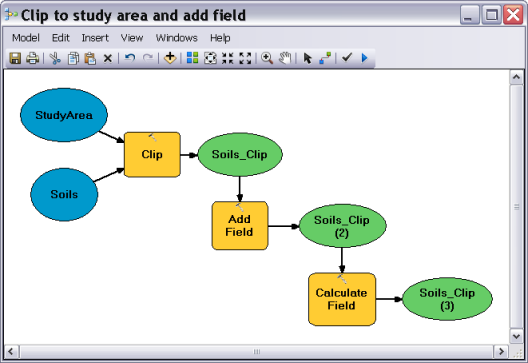 Clip to study area and add field
Model Edit Insert View Windows Help
StudyArea
Clip
Soils_Clip
Soils
Add
Field
Soils_Clip
(2)
Calculate
Field
Soils_Clip
(3)